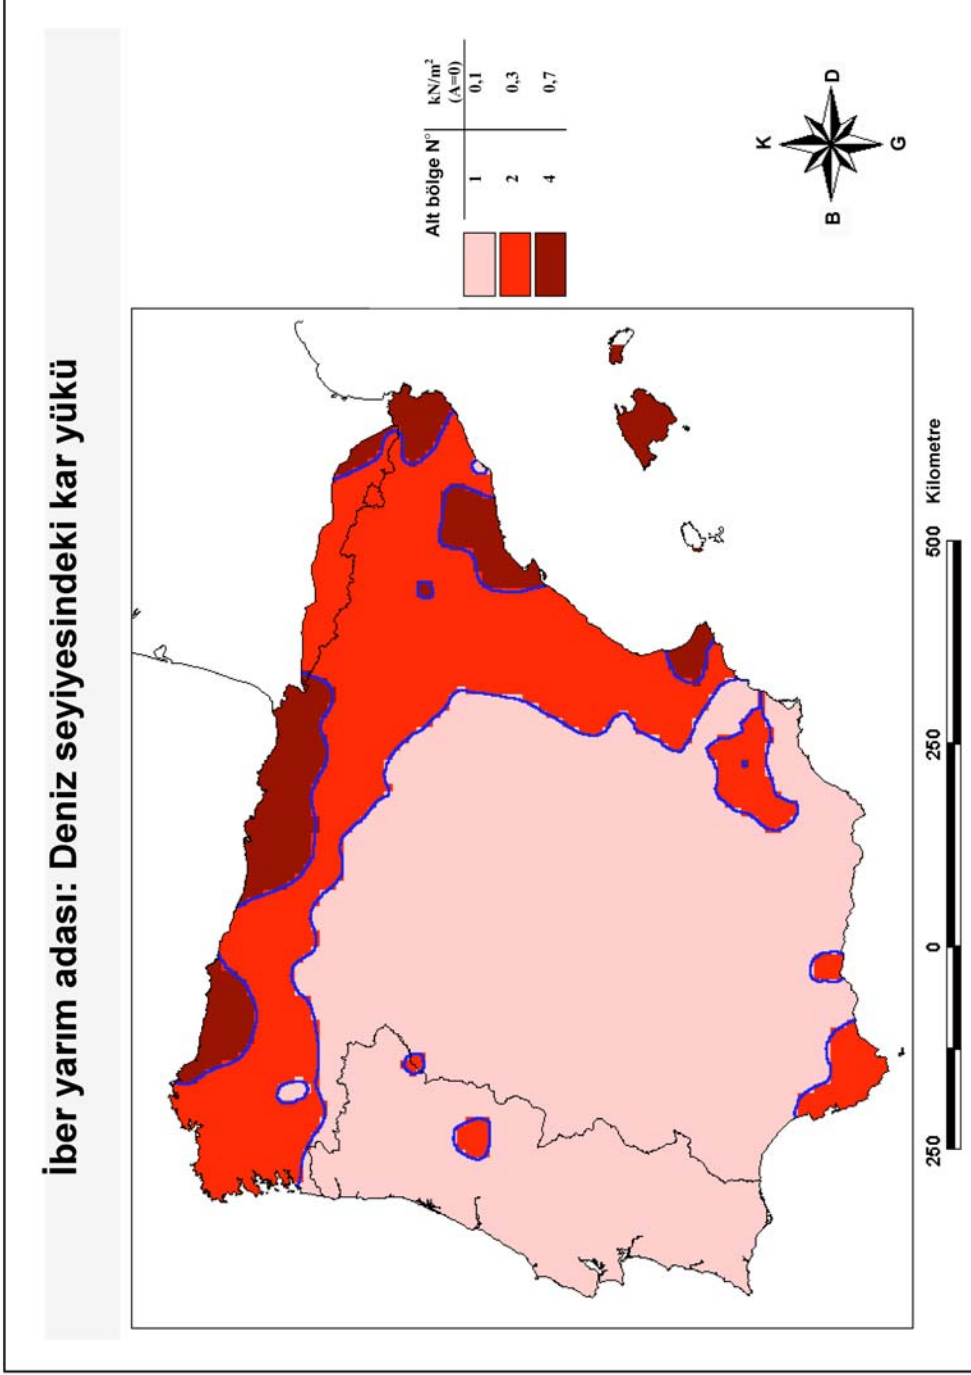 İber yarım adası: Deniz seyiyesindeki kar yükü
Alt bölge N° kN/m² (A=0)
1 0,1
2 0,3
4 0,7
K
B D
G
250 0 250 500 Kilometre